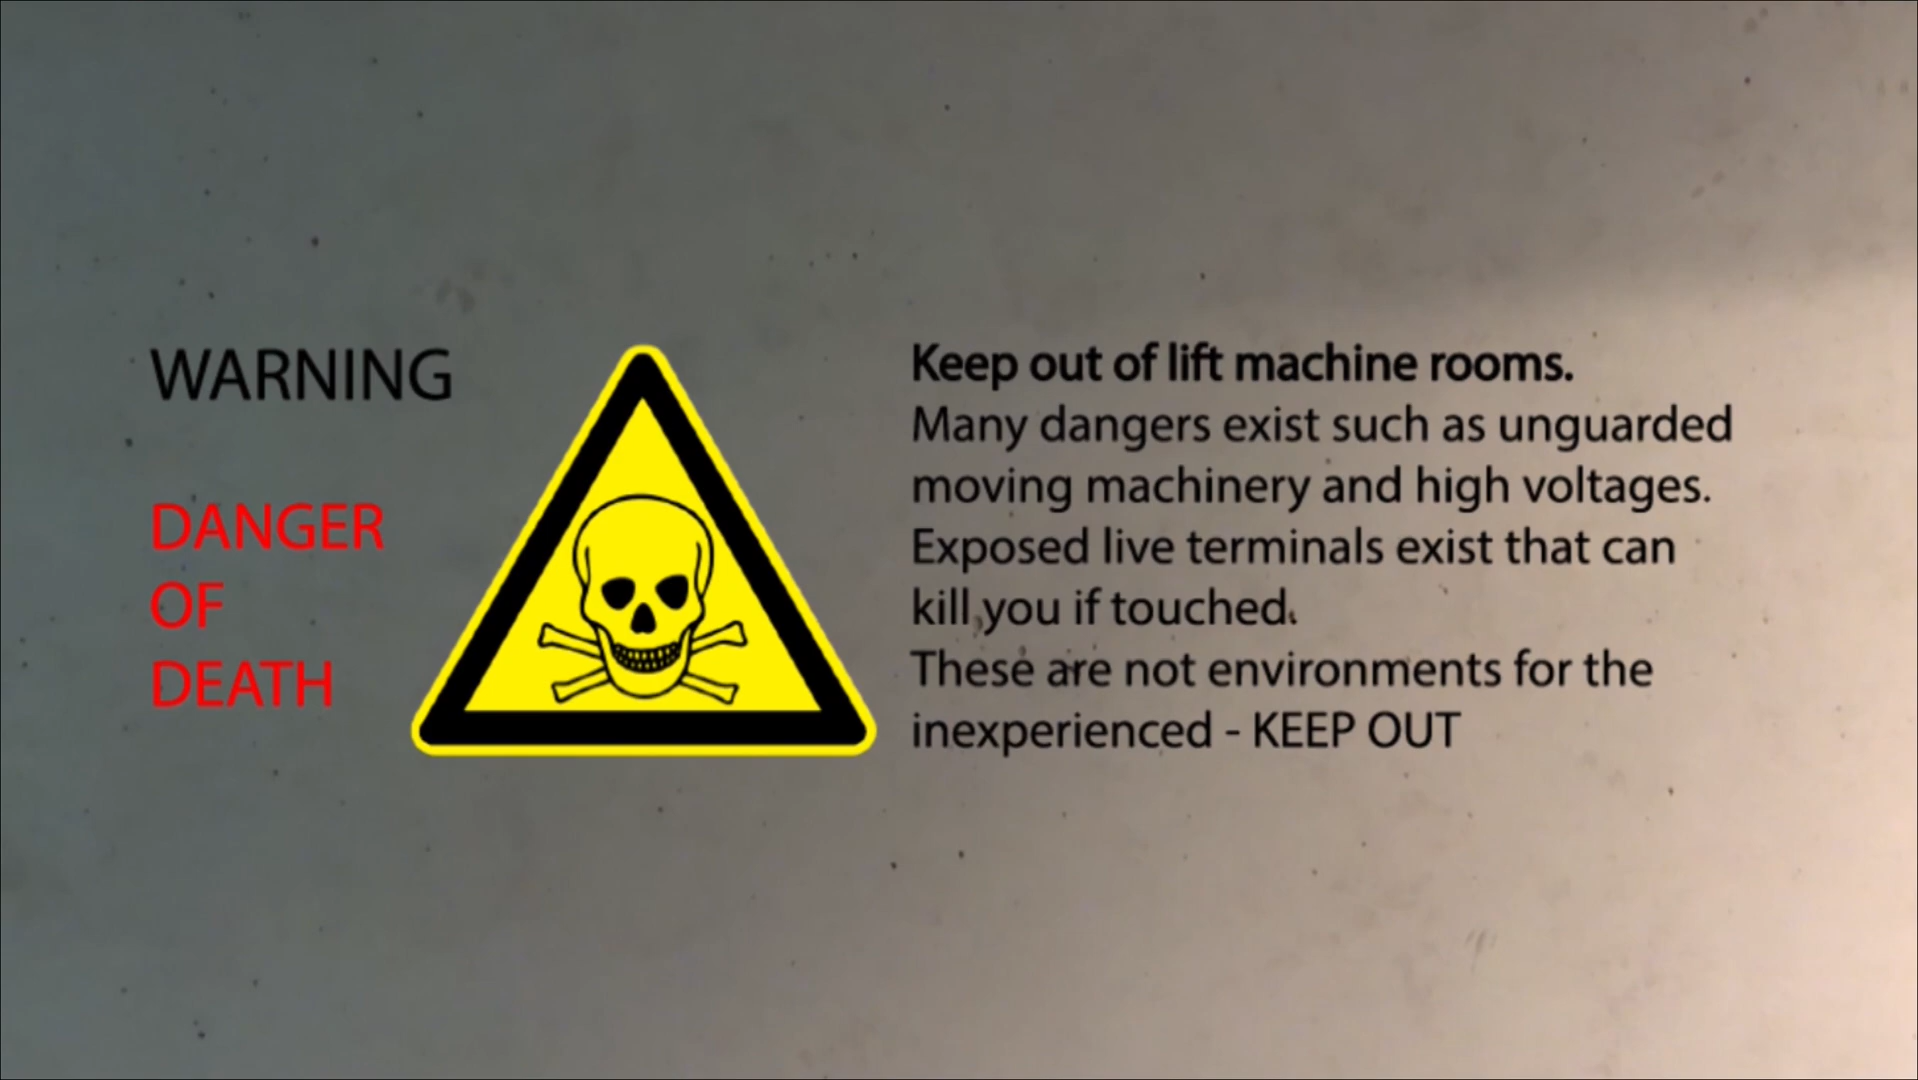 WARNING
DANGER
OF
DEATH
Keep out of lift machine rooms.
Many dangers exist such as unguarded
moving machinery and high voltages.
Exposed live terminals exist that can
kill you if touched.
These are not environments for the
inexperienced - KEEP OUT